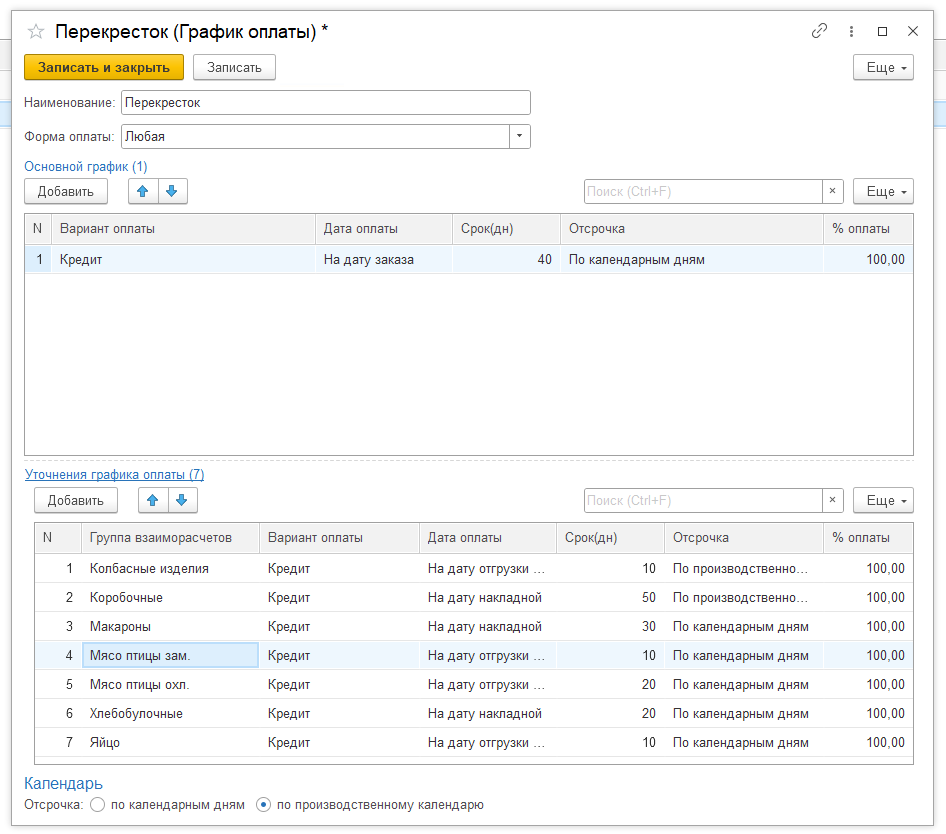 Перекресток (График оплаты) *
Записать и закрыть Записать Еще
Наименование: Перекресток
Форма оплаты: Любая
Основной график (1)
Добавить Поиск (Ctrl+F) × Еще
N Вариант оплаты Дата оплаты Срок(дн) Отсрочка % оплаты
1 Кредит На дату заказа 40 По календарным дням 100,00
Уточнения графика оплаты (7)
Добавить Поиск (Ctrl+F) × Еще
N Группа взаиморасчетов Вариант оплаты Дата оплаты Срок(дн) Отсрочка % оплаты
1 Колбасные изделия Кредит На дату отгрузки ... 10 По производственно... 100,00
2 Коробочные Кредит На дату накладной 50 По производственно... 100,00
3 Макароны Кредит На дату накладной 30 По календарным дням 100,00
4 Мясо птицы зам. Кредит На дату отгрузки ... 10 По календарным дням 100,00
5 Мясо птицы охл. Кредит На дату отгрузки ... 20 По календарным дням 100,00
6 Хлебобулочные Кредит На дату накладной 20 По календарным дням 100,00
7 Яйцо Кредит На дату отгрузки ... 10 По календарным дням 100,00
Календарь
Отсрочка: по календарным дням по производственному календарю